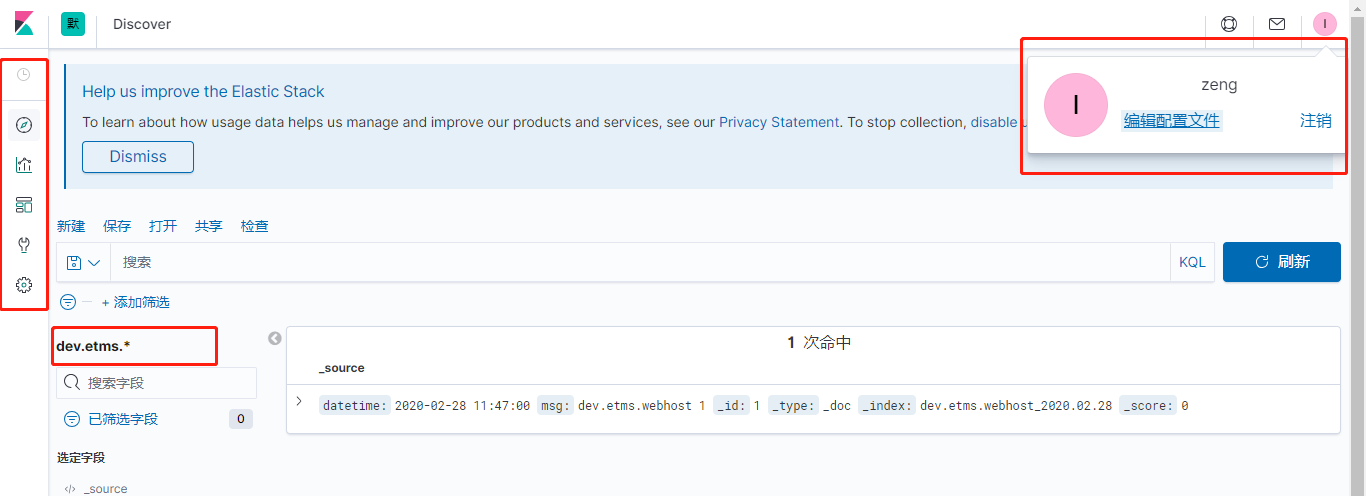 默 Discover I
Help us improve the Elastic Stack
To learn about how usage data helps us manage and improve our products and services, see our Privacy Statement. To stop collection, disable
Dismiss
I
zeng
编辑配置文件 注销
新建 保存 打开 共享 检查
搜索 KQL 刷新
+ 添加筛选
dev.etms.*
搜索字段
已筛选字段 0
选定字段
</> _source
1 次命中
_source
datetime: 2020-02-28 11:47:00 msg: dev.etms.webhost 1 _id: 1 _type: _doc _index: dev.etms.webhost_2020.02.28 _score: 0